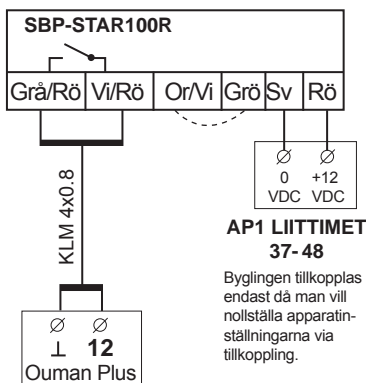 SBP-STAR100R
Grå/Rö Vi/Rö Or/Vi Grö Sv Rö
KLM 4x0.8
0 +12
VDC VDC
AP1 LIITTIMET
37-48
Byglingen tillkopplas
endast då man vill
nollställa apparatin-
ställningarna via
tillkoppling.
⊥ 12
Ouman Plus